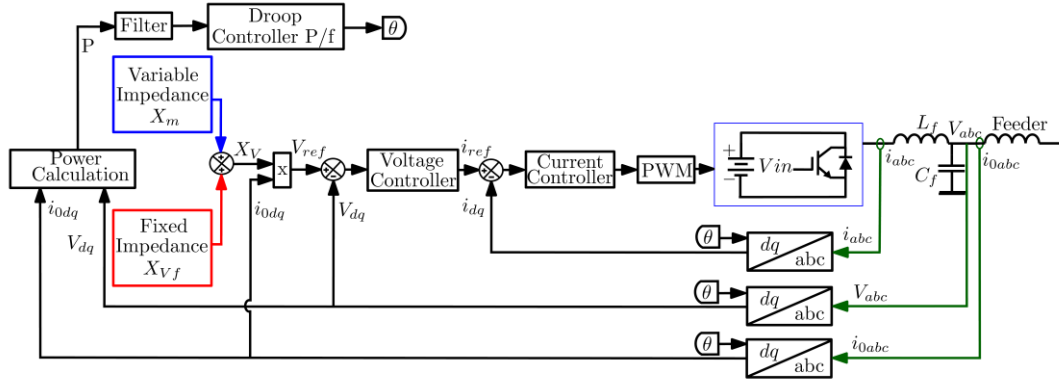 Filter
Droop
Controller P/f
θ
P
Variable
Impedance
X_m
Power
Calculation
X_V
x
V_ref
Voltage
Controller
i_ref
Current
Controller
PWM
+
−
Vin
L_f
V_abc
Feeder
i_abc
i_0abc
C_f
i_0dq
V_dq
Fixed
Impedance
X_Vf
i_0dq
V_dq
i_dq
θ
dq
abc
i_abc
θ
dq
abc
V_abc
θ
dq
abc
i_0abc